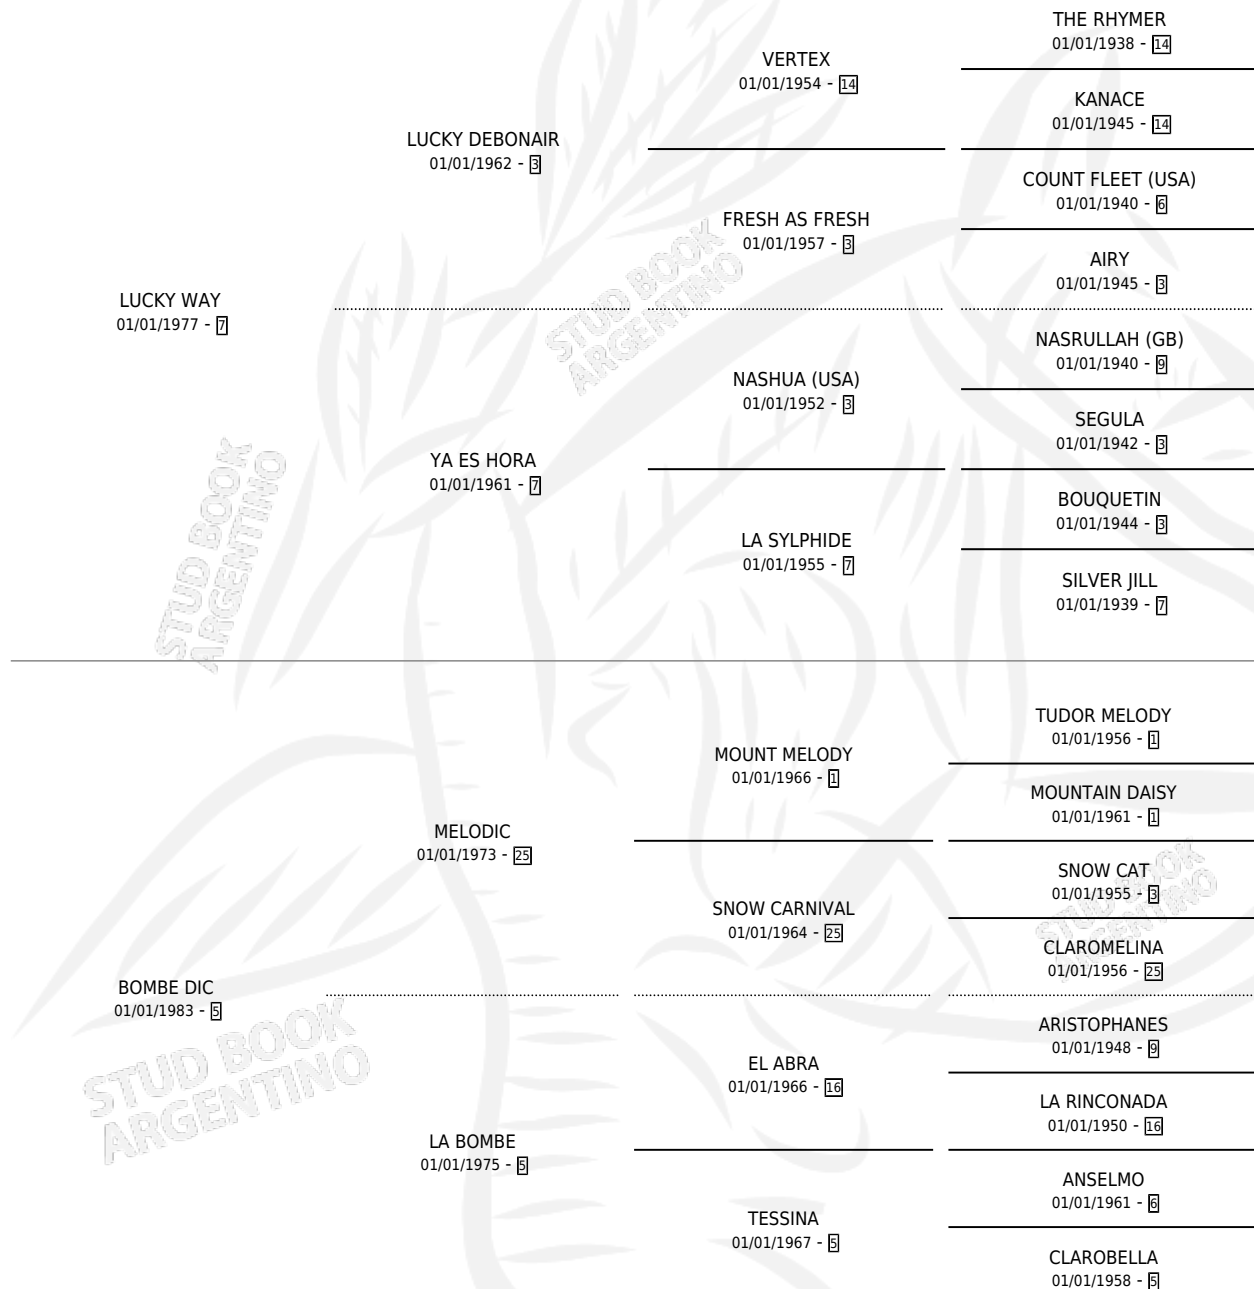 THE RHYMER
01/01/1938 - 14
VERTEX
01/01/1954 - 14
KANACE
01/01/1945 - 14
LUCKY DEBONAIR
01/01/1962 - 3
COUNT FLEET (USA)
01/01/1940 - 6
FRESH AS FRESH
01/01/1957 - 3
AIRY
01/01/1945 - 3
LUCKY WAY
01/01/1977 - 7
NASRULLAH (GB)
01/01/1940 - 9
NASHUA (USA)
01/01/1952 - 3
SEGULA
01/01/1942 - 3
YA ES HORA
01/01/1961 - 7
BOUQUETIN
01/01/1944 - 3
LA SYLPHIDE
01/01/1955 - 7
SILVER JILL
01/01/1939 - 7
STUD BOOK
ARGENTINO
STUD BOOK
ARGENTINO
TUDOR MELODY
01/01/1956 - 1
MOUNT MELODY
01/01/1966 - 1
MOUNTAIN DAISY
01/01/1961 - 1
MELODIC
01/01/1973 - 25
SNOW CAT
01/01/1955 - 3
SNOW CARNIVAL
01/01/1964 - 25
CLAROMELINA
01/01/1956 - 25
BOMBE DIC
01/01/1983 - 5
ARISTOPHANES
01/01/1948 - 9
EL ABRA
01/01/1966 - 16
LA RINCONADA
01/01/1950 - 16
LA BOMBE
01/01/1975 - 5
ANSELMO
01/01/1961 - 6
TESSINA
01/01/1967 - 5
CLAROBELLA
01/01/1958 - 5
STUD BOOK
ARGENTINO
STUD BOOK
ARGENTINO